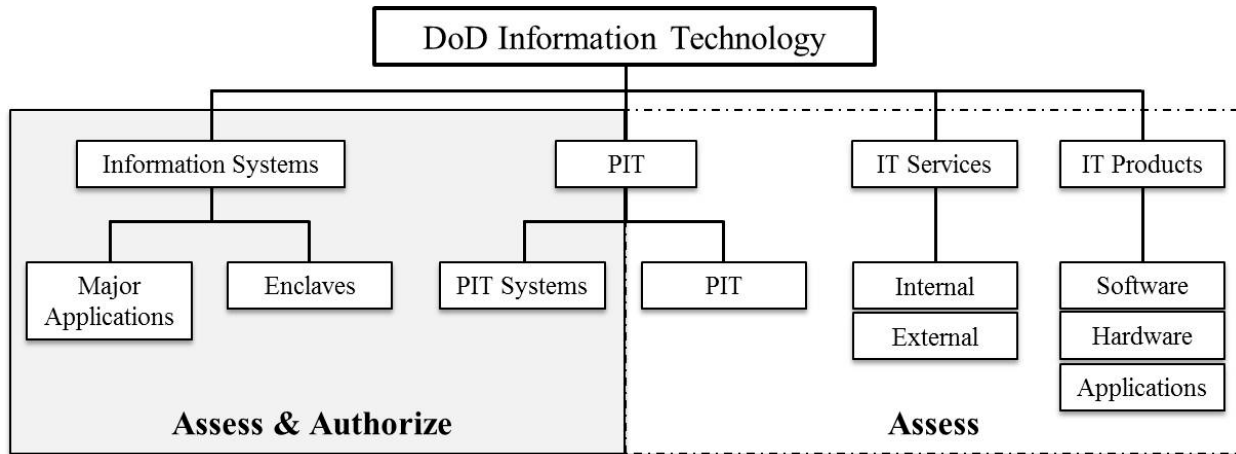 DoD Information Technology
Information Systems
PIT
IT Services
IT Products
Major
Applications
Enclaves
PIT Systems
PIT
Internal
External
Software
Hardware
Applications
Assess & Authorize
Assess